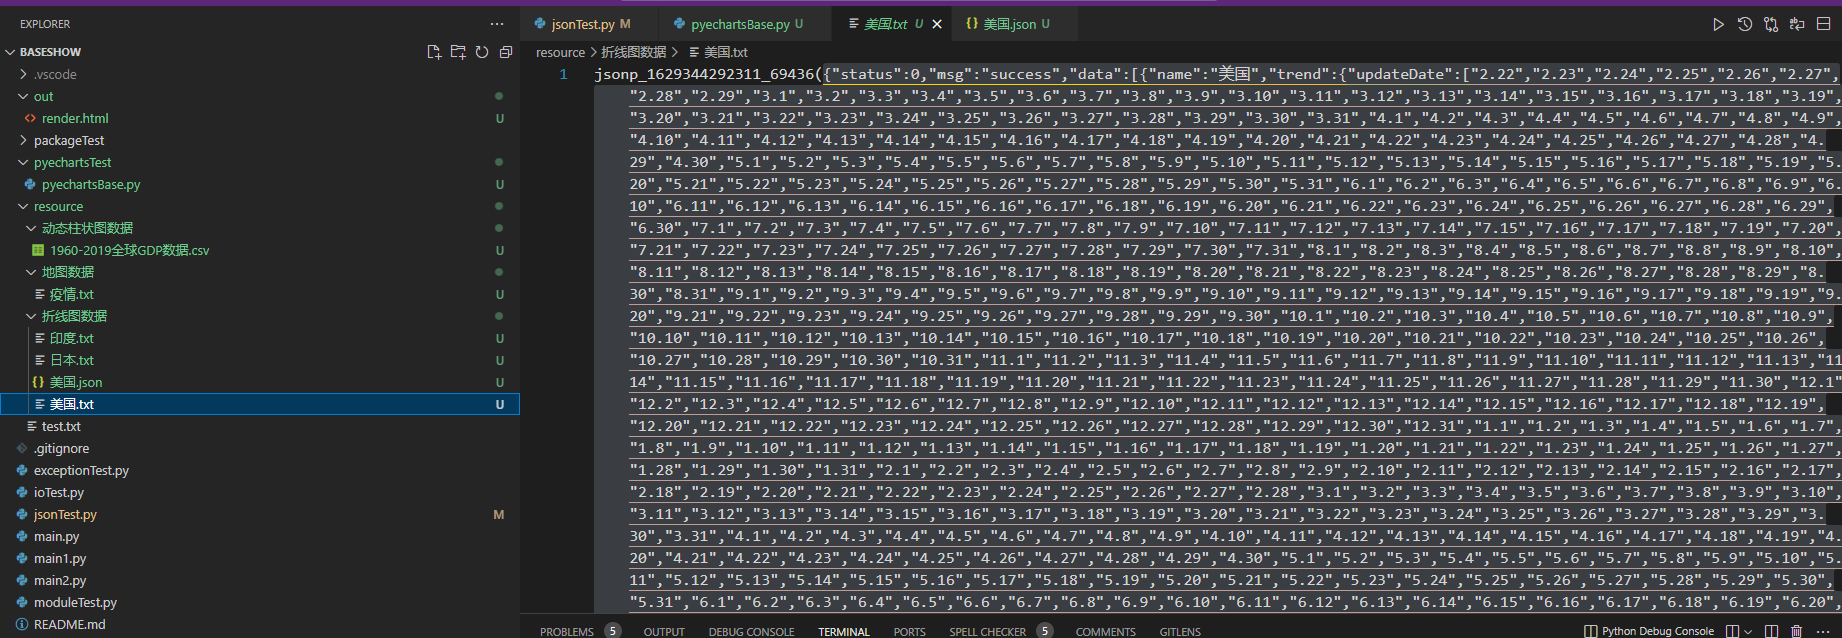 EXPLORER
BASESHOW
.vscode
out
render.html U
packageTest
pyechartsTest
pyechartsBase.py U
resource
动态柱状图数据
1960-2019全球GDP数据.csv U
地图数据
疫情.txt U
折线图数据
印度.txt U
日本.txt U
美国.json U
美国.txt U
test.txt
.gitignore
exceptionTest.py
ioTest.py
jsonTest.py M
main.py
main1.py
main2.py
moduleTest.py
README.md
jsonTest.py M pyechartsBase.py U 美国.txt U 美国.json U
resource > 折线图数据 > 美国.txt
1 jsonp_1629344292311_69436({"status":0,"msg":"success","data":[{"name":"美国","trend":{"updateDate":["2.22","2.23","2.24","2.25","2.26","2.27",
"2.28","2.29","3.1","3.2","3.3","3.4","3.5","3.6","3.7","3.8","3.9","3.10","3.11","3.12","3.13","3.14","3.15","3.16","3.17","3.18","3.19",
"3.20","3.21","3.22","3.23","3.24","3.25","3.26","3.27","3.28","3.29","3.30","3.31","4.1","4.2","4.3","4.4","4.5","4.6","4.7","4.8","4.9",
"4.10","4.11","4.12","4.13","4.14","4.15","4.16","4.17","4.18","4.19","4.20","4.21","4.22","4.23","4.24","4.25","4.26","4.27","4.28","4.
29","4.30","5.1","5.2","5.3","5.4","5.5","5.6","5.7","5.8","5.9","5.10","5.11","5.12","5.13","5.14","5.15","5.16","5.17","5.18","5.19","5.
20","5.21","5.22","5.23","5.24","5.25","5.26","5.27","5.28","5.29","5.30","5.31","6.1","6.2","6.3","6.4","6.5","6.6","6.7","6.8","6.9","6.
10","6.11","6.12","6.13","6.14","6.15","6.16","6.17","6.18","6.19","6.20","6.21","6.22","6.23","6.24","6.25","6.26","6.27","6.28","6.29",
"6.30","7.1","7.2","7.3","7.4","7.5","7.6","7.7","7.8","7.9","7.10","7.11","7.12","7.13","7.14","7.15","7.16","7.17","7.18","7.19","7.20",
"7.21","7.22","7.23","7.24","7.25","7.26","7.27","7.28","7.29","7.30","7.31","8.1","8.2","8.3","8.4","8.5","8.6","8.7","8.8","8.9","8.10",
"8.11","8.12","8.13","8.14","8.15","8.16","8.17","8.18","8.19","8.20","8.21","8.22","8.23","8.24","8.25","8.26","8.27","8.28","8.29","8.
30","8.31","9.1","9.2","9.3","9.4","9.5","9.6","9.7","9.8","9.9","9.10","9.11","9.12","9.13","9.14","9.15","9.16","9.17","9.18","9.19","9.
20","9.21","9.22","9.23","9.24","9.25","9.26","9.27","9.28","9.29","9.30","10.1","10.2","10.3","10.4","10.5","10.6","10.7","10.8","10.9",
"10.10","10.11","10.12","10.13","10.14","10.15","10.16","10.17","10.18","10.19","10.20","10.21","10.22","10.23","10.24","10.25","10.26",
"10.27","10.28","10.29","10.30","10.31","11.1","11.2","11.3","11.4","11.5","11.6","11.7","11.8","11.9","11.10","11.11","11.12","11.13","11
14","11.15","11.16","11.17","11.18","11.19","11.20","11.21","11.22","11.23","11.24","11.25","11.26","11.27","11.28","11.29","11.30","12.1"
"12.2","12.3","12.4","12.5","12.6","12.7","12.8","12.9","12.10","12.11","12.12","12.13","12.14","12.15","12.16","12.17","12.18","12.19",
"12.20","12.21","12.22","12.23","12.24","12.25","12.26","12.27","12.28","12.29","12.30","12.31","1.1","1.2","1.3","1.4","1.5","1.6","1.7",
"1.8","1.9","1.10","1.11","1.12","1.13","1.14","1.15","1.16","1.17","1.18","1.19","1.20","1.21","1.22","1.23","1.24","1.25","1.26","1.27",
"1.28","1.29","1.30","1.31","2.1","2.2","2.3","2.4","2.5","2.6","2.7","2.8","2.9","2.10","2.11","2.12","2.13","2.14","2.15","2.16","2.17",
"2.18","2.19","2.20","2.21","2.22","2.23","2.24","2.25","2.26","2.27","2.28","3.1","3.2","3.3","3.4","3.5","3.6","3.7","3.8","3.9","3.10",
"3.11","3.12","3.13","3.14","3.15","3.16","3.17","3.18","3.19","3.20","3.21","3.22","3.23","3.24","3.25","3.26","3.27","3.28","3.29","3.
30","3.31","4.1","4.2","4.3","4.4","4.5","4.6","4.7","4.8","4.9","4.10","4.11","4.12","4.13","4.14","4.15","4.16","4.17","4.18","4.19","4.
20","4.21","4.22","4.23","4.24","4.25","4.26","4.27","4.28","4.29","4.30","5.1","5.2","5.3","5.4","5.5","5.6","5.7","5.8","5.9","5.10","5.
11","5.12","5.13","5.14","5.15","5.16","5.17","5.18","5.19","5.20","5.21","5.22","5.23","5.24","5.25","5.26","5.27","5.28","5.29","5.30",
"5.31","6.1","6.2","6.3","6.4","6.5","6.6","6.7","6.8","6.9","6.10","6.11","6.12","6.13","6.14","6.15","6.16","6.17","6.18","6.19","6.20",
PROBLEMS 5 OUTPUT DEBUG CONSOLE TERMINAL PORTS SPELL CHECKER 5 COMMENTS GITLENS Python Debug Console